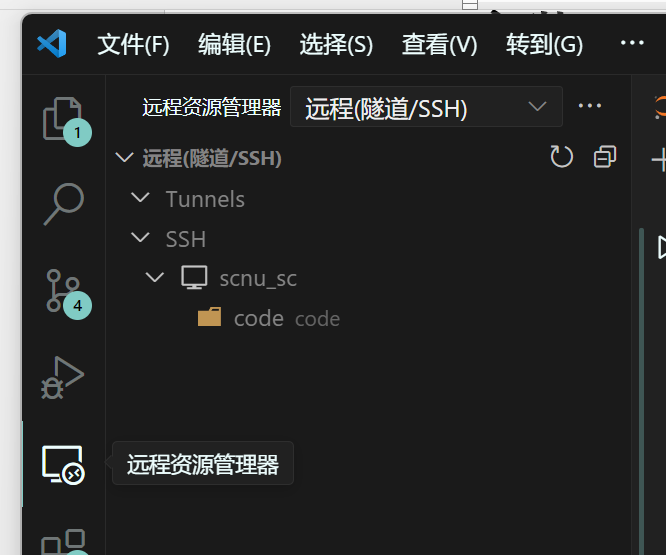 文件(F) 编辑(E) 选择(S) 查看(V) 转到(G) ···
远程资源管理器 远程(隧道/SSH) ···
远程(隧道/SSH)
1
Tunnels
SSH
scnu_sc
4
code code
远程资源管理器